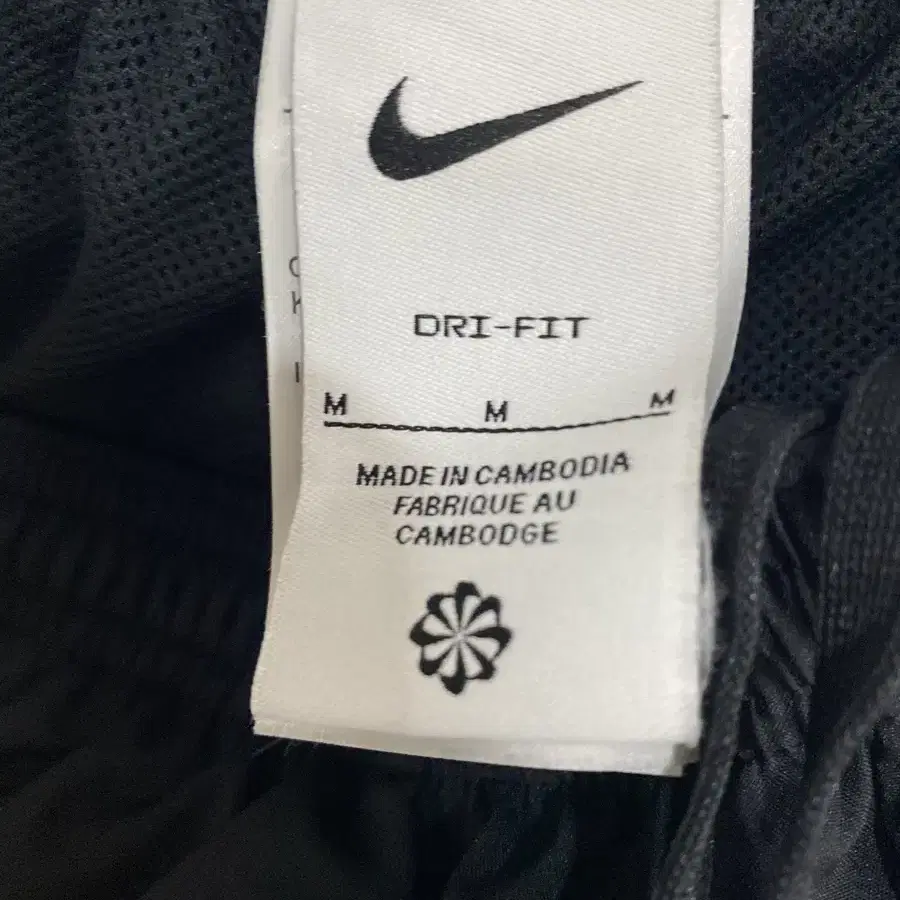 DRI-FIT
M M M
MADE IN CAMBODIA
FABRIQUE AU
CAMBODGE